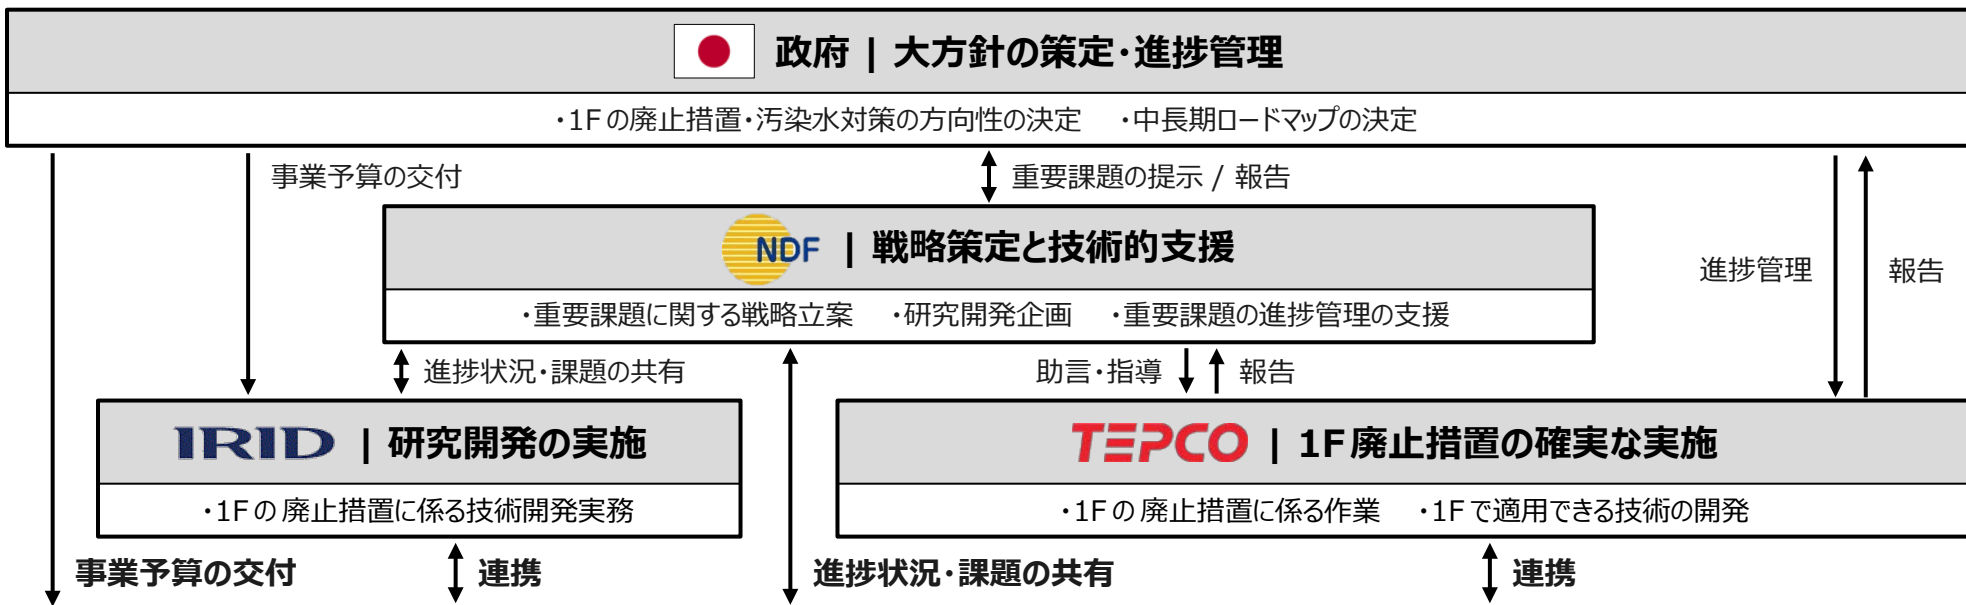 政府 | 大方針の策定・進捗管理
・1Fの廃止措置・汚染水対策の方向性の決定 ・中長期ロードマップの決定
事業予算の交付
重要課題の提示 / 報告
NDF | 戦略策定と技術的支援
・重要課題に関する戦略立案 ・研究開発企画 ・重要課題の進捗管理の支援
進捗管理
報告
進捗状況・課題の共有
助言・指導
報告
IRID | 研究開発の実施
・1Fの廃止措置に係る技術開発実務
TEPCO | 1F廃止措置の確実な実施
・1Fの廃止措置に係る作業 ・1Fで適用できる技術の開発
事業予算の交付
連携
進捗状況・課題の共有
連携